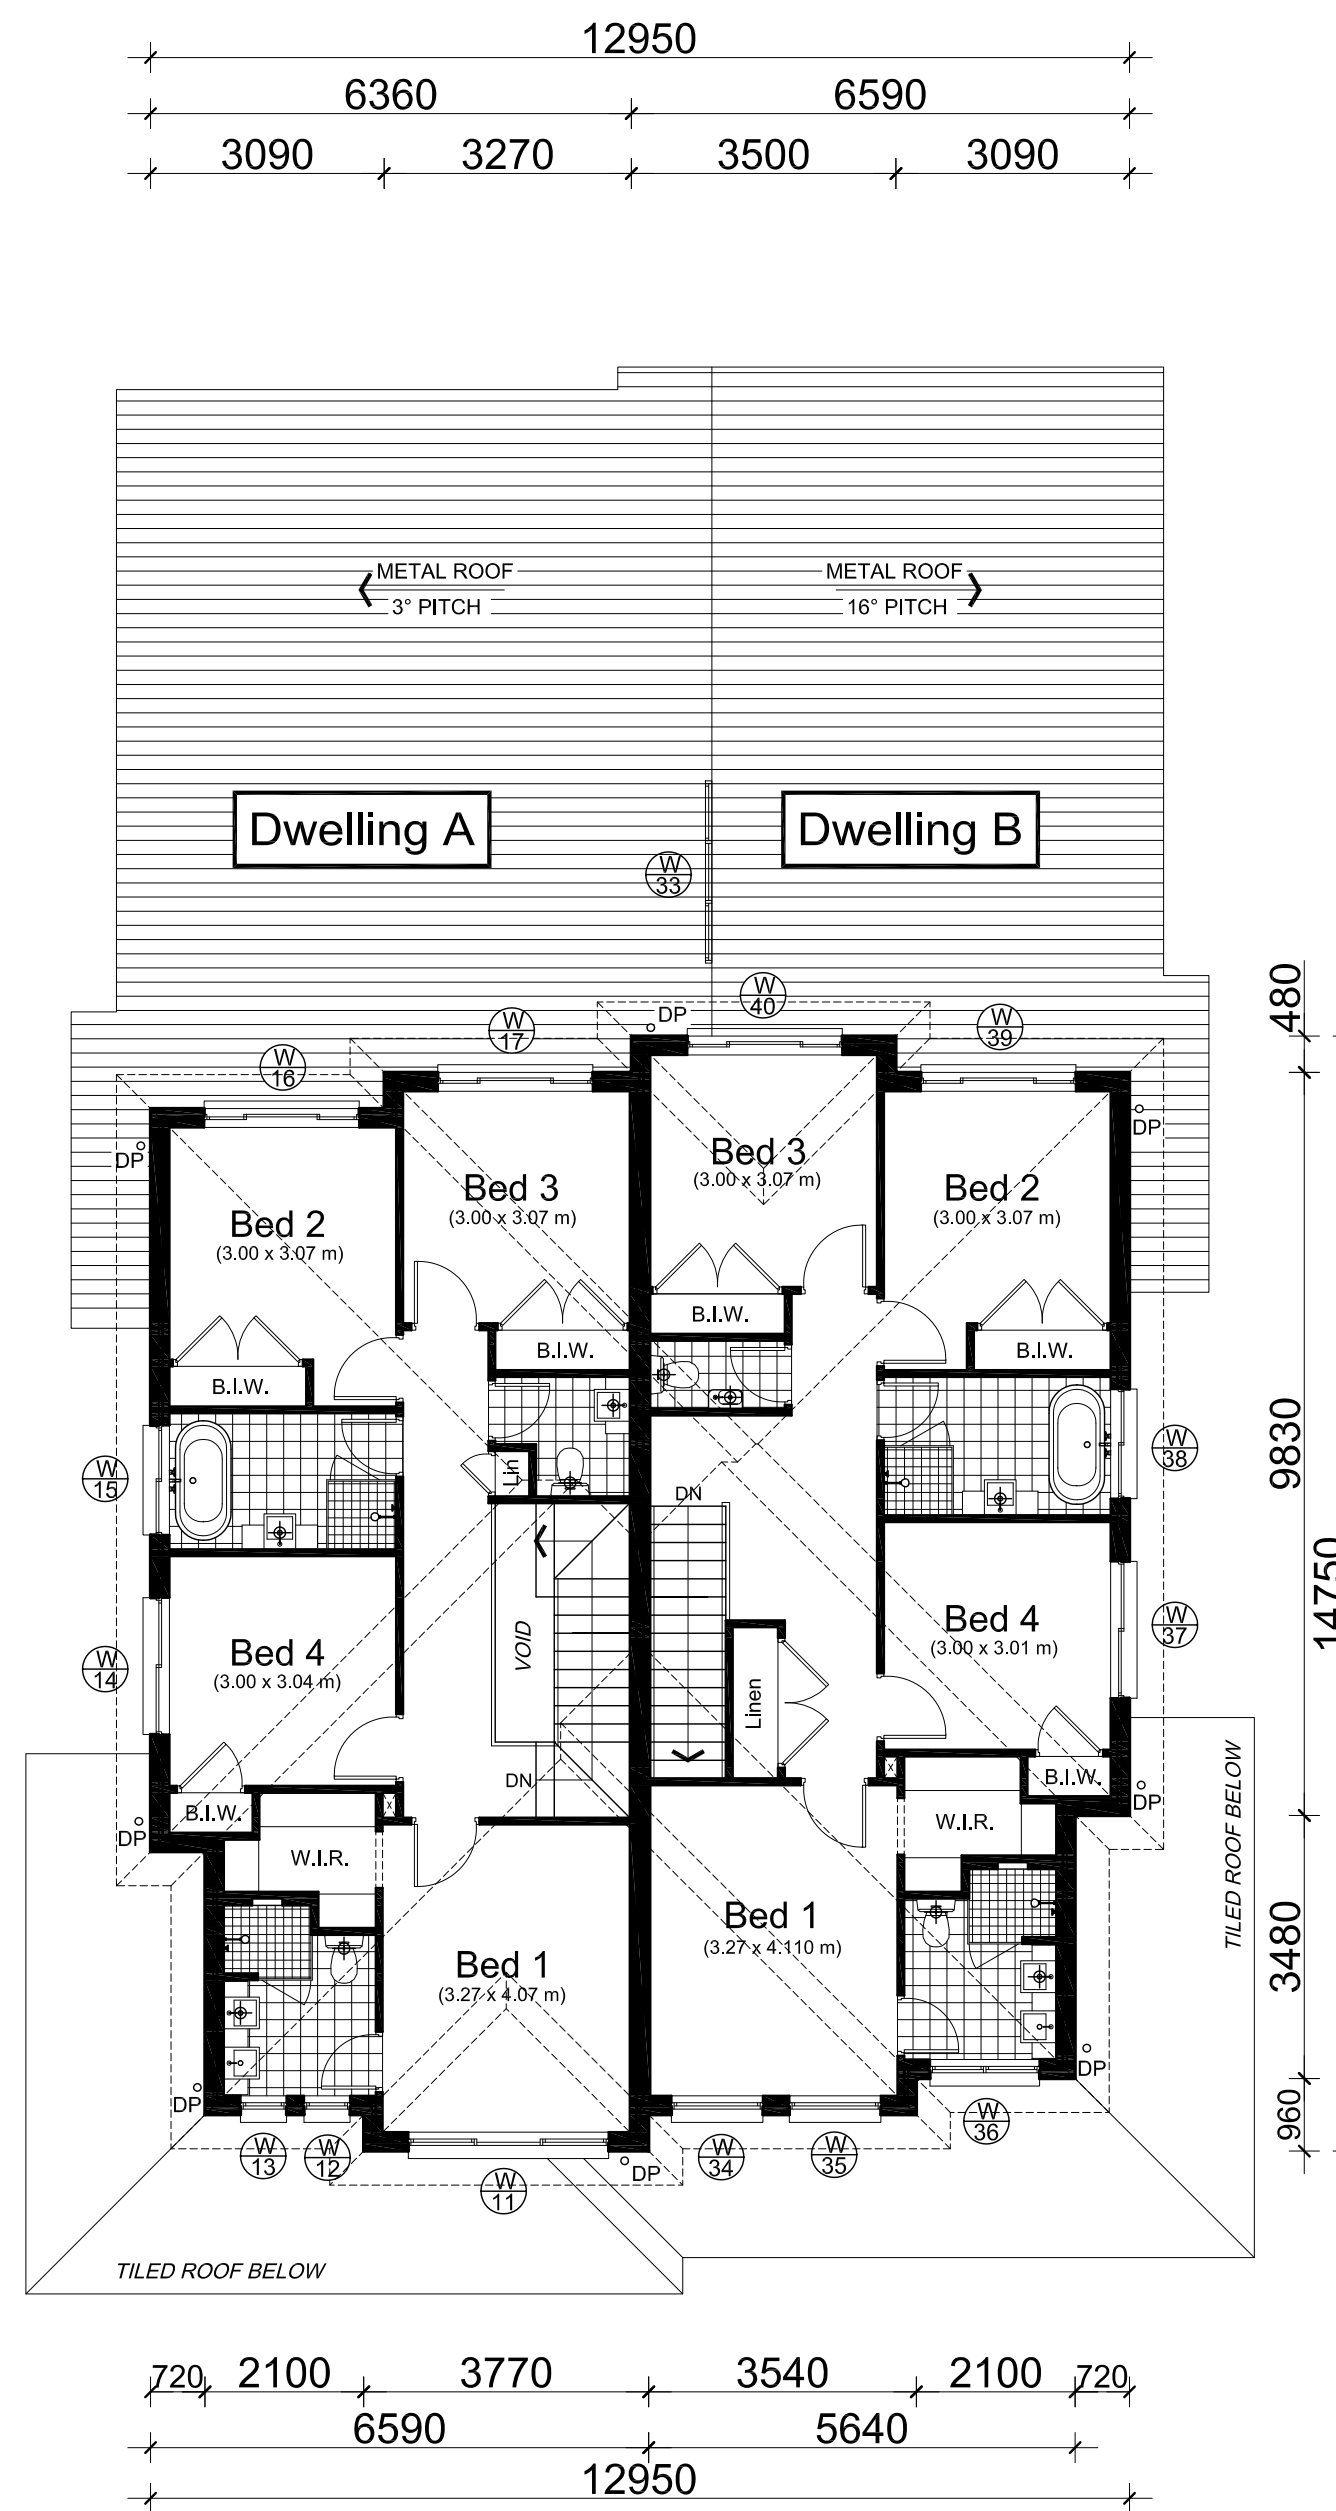 12950
6360 6590
3090 3270 3500 3090
METAL ROOF METAL ROOF
3° PITCH 16° PITCH
Dwelling A Dwelling B
W
33
W
40
DP
W
17
W
39
W
16
480
DP
DP
Bed 3
(3.00 x 3.07 m)
Bed 3
(3.00 x 3.07 m)
Bed 2
(3.00 x 3.07 m)
Bed 2
(3.00 x 3.07 m)
B.I.W.
B.I.W.
B.I.W.
B.I.W.
W
38
W
15
9830
Lin
DN
14750
VOID
Bed 4
(3.00 x 3.04 m)
Bed 4
(3.00 x 3.01 m)
W
37
W
14
Linen
DN
B.I.W.
B.I.W.
DP
DP
W.I.R.
W.I.R.
TILED ROOF BELOW
Bed 1
(3.27 x 4.07 m)
Bed 1
(3.27 x 4.110 m)
3480
DP
DP
960
W
13
W
12
W
11
DP
W
34
W
35
W
36
TILED ROOF BELOW
720 2100 3770 3540 2100 720
6590 5640
12950